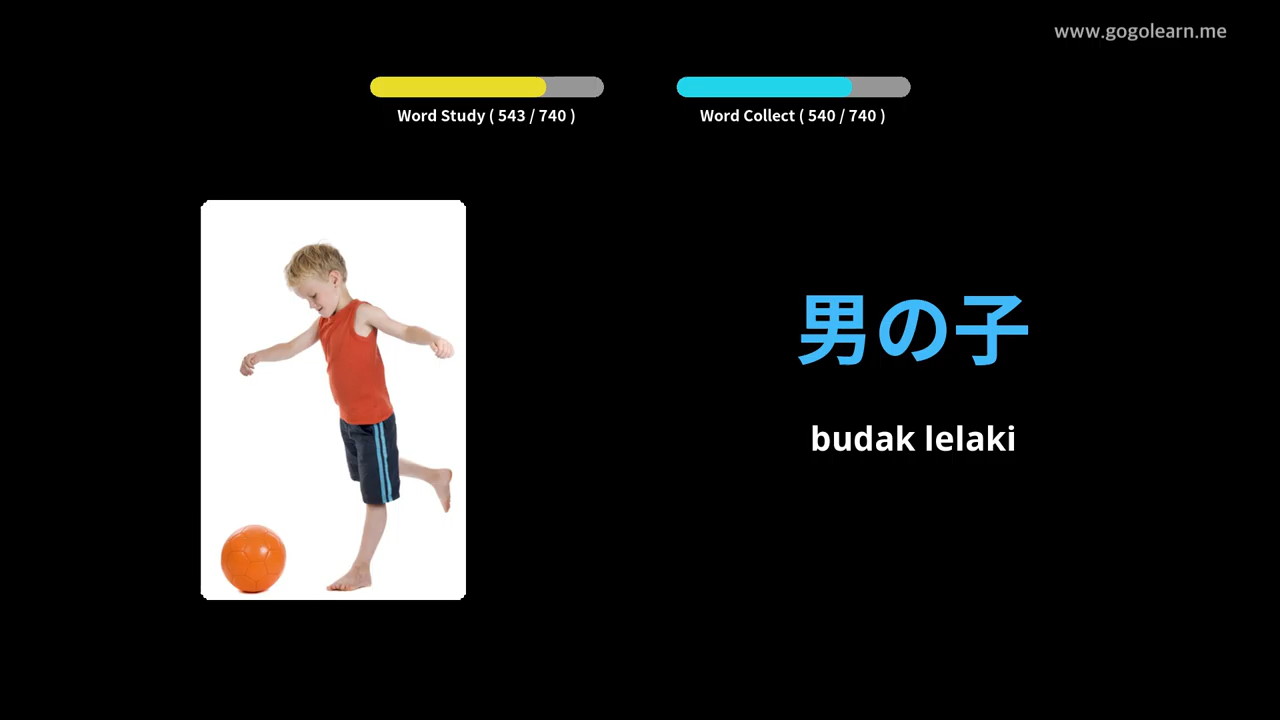 www.gogolearn.me
Word Study ( 543 / 740 )
Word Collect ( 540 / 740 )
男の子
budak lelaki